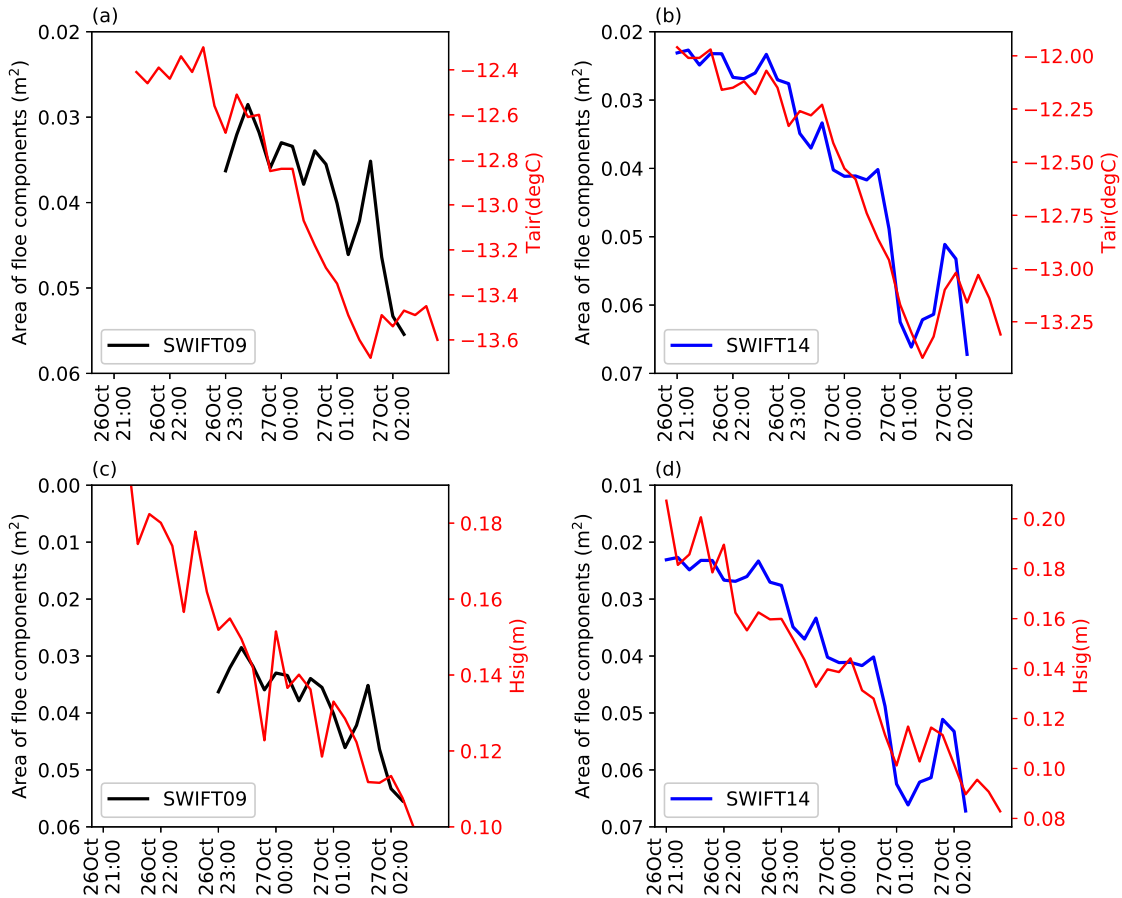 (a)
0.02
0.03
0.04
0.05
0.06
Area of floe components (m²)
−12.4
−12.6
−12.8
−13.0
−13.2
−13.4
−13.6
Tair(degC)
SWIFT09
26Oct
21:00
26Oct
22:00
26Oct
23:00
27Oct
00:00
27Oct
01:00
27Oct
02:00
(b)
0.02
0.03
0.04
0.05
0.06
0.07
Area of floe components (m²)
−12.00
−12.25
−12.50
−12.75
−13.00
−13.25
Tair(degC)
SWIFT14
26Oct
21:00
26Oct
22:00
26Oct
23:00
27Oct
00:00
27Oct
01:00
27Oct
02:00
(c)
0.00
0.01
0.02
0.03
0.04
0.05
0.06
Area of floe components (m²)
0.18
0.16
0.14
0.12
0.10
Hsig(m)
SWIFT09
26Oct
21:00
26Oct
22:00
26Oct
23:00
27Oct
00:00
27Oct
01:00
27Oct
02:00
(d)
0.01
0.02
0.03
0.04
0.05
0.06
0.07
Area of floe components (m²)
0.20
0.18
0.16
0.14
0.12
0.10
0.08
Hsig(m)
SWIFT14
26Oct
21:00
26Oct
22:00
26Oct
23:00
27Oct
00:00
27Oct
01:00
27Oct
02:00